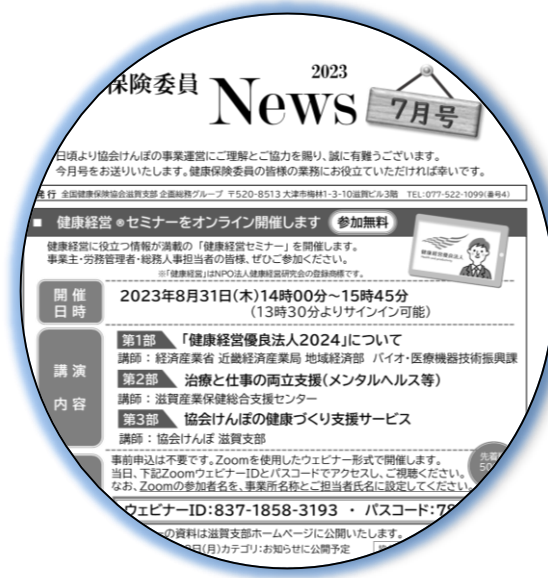 保険委員 News 2023 7月号
日頃より協会けんぽの事業運営にご理解とご協力を賜り、誠に有難うございます。
今月号をお送りいたします。健康保険委員の皆様の業務にお役立ていただければ幸いです。
発行 全国健康保険協会滋賀支部 企画総務グループ 〒520-8513 大津市梅林1-3-10滋賀ビル3階 TEL:077-522-1099(番号4)
■ 健康経営®セミナーをオンライン開催します 参加無料
健康経営に役立つ情報が満載の「健康経営セミナー」を開催します。
事業主・労務管理者・総務人事担当者の皆様、ぜひご参加ください。
※「健康経営」はNPO法人健康経営研究会の登録商標です。
開催日時
2023年8月31日(木)14時00分~15時45分
(13時30分よりサインイン可能)
講演内容
第1部 「健康経営優良法人2024」について
講師:経済産業省 近畿経済産業局 地域経済部 バイオ・医療機器技術振興課
第2部 治療と仕事の両立支援(メンタルヘルス等)
講師:滋賀産業保健総合支援センター
第3部 協会けんぽの健康づくり支援サービス
講師:協会けんぽ 滋賀支部
事前申込は不要です。Zoomを使用したウェビナー形式で開催します。
当日、下記ZoomウェビナーIDとパスコードでアクセスし、ご視聴ください。
なお、Zoomの参加者名を、事業所名称とご担当者氏名に設定してください。
先着
50
ウェビナーID:837-1858-3193 ・ パスコード:78
の資料は滋賀支部ホームページに公開いたします。
日(月)カテゴリ:お知らせに公開予定